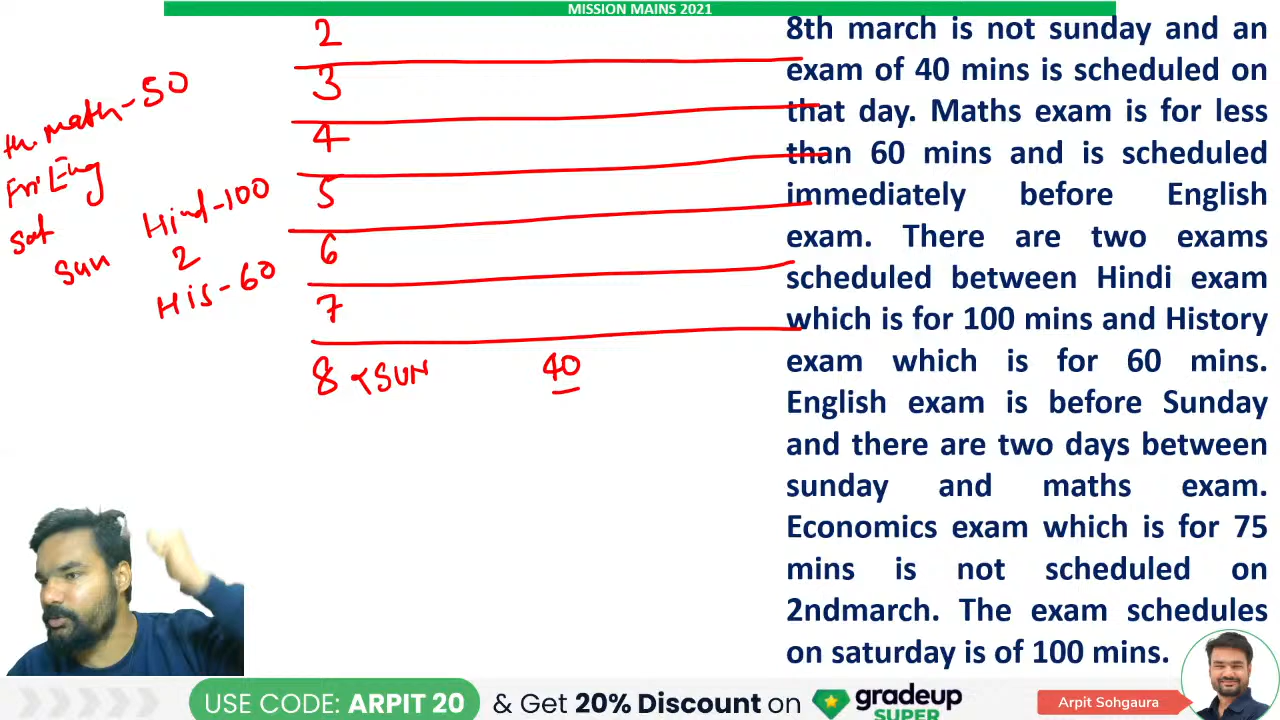 MISSION MAINS 2021
2
3
4
5
6
7
8 xSUN 40
th. math-50
Fri Eng
Sat
Sun
Hind-100
2
His-60
8th march is not sunday and an
exam of 40 mins is scheduled on
that day. Maths exam is for less
than 60 mins and is scheduled
immediately before English
exam. There are two exams
scheduled between Hindi exam
which is for 100 mins and History
exam which is for 60 mins.
English exam is before Sunday
and there are two days between
sunday and maths exam.
Economics exam which is for 75
mins is not scheduled on
2ndmarch. The exam schedules
on saturday is of 100 mins.
USE CODE: ARPIT 20 & Get 20% Discount on gradeup
SUPER
Arpit Sohgaura